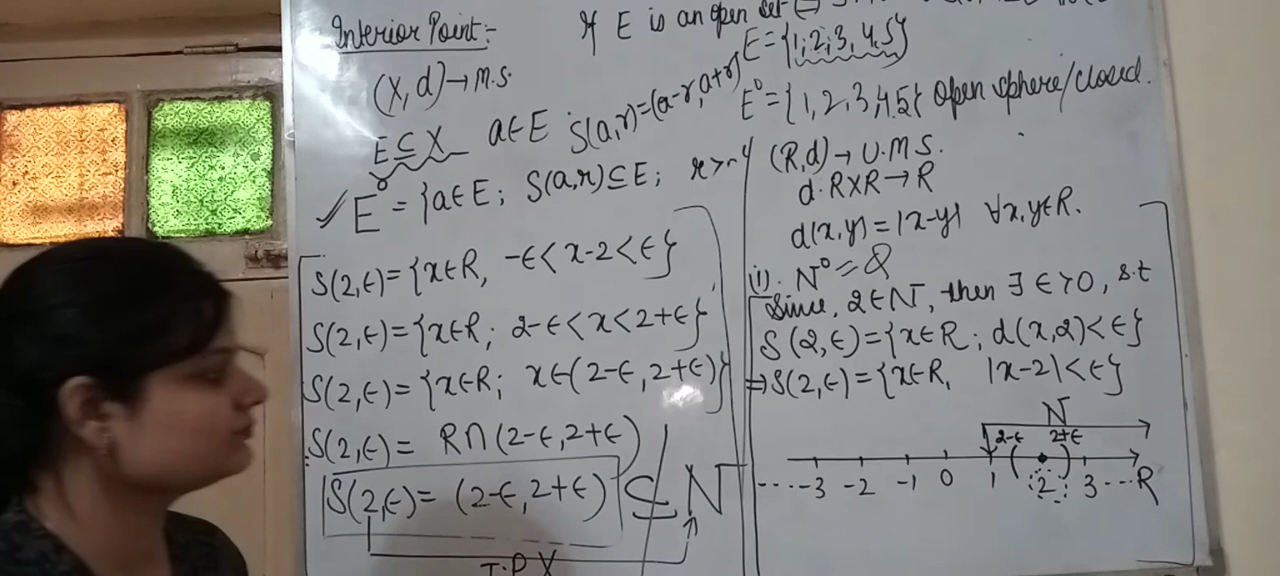 Interior Point:-
If E is an open set
(X,d)→m.s.
E={1,2,3,4,5}
E⊆X a∈E S(a,r)=(a-r,a+r)
E°={1,2,3,4,5} open sphere/closed.
✓E°={a∈E; S(a,r)⊆E;
S(2,ϵ)={x∈R, -ϵ<x-2<ϵ}
S(2,ϵ)={x∈R; 2-ϵ<x<2+ϵ}
S(2,ϵ)={x∈R; x∈(2-ϵ,2+ϵ)}
S(2,ϵ)= R∩(2-ϵ,2+ϵ)
S(2,ϵ)= (2-ϵ,2+ϵ) ⊈ N
I.P X
(R,d)→U.M.S.
d:R×R→R
d(x,y)=|x-y| ∀x,y∈R.
(i). N°=
Since, 2∈N, then ∃ ϵ>0, s.t
S(2,ϵ)={x∈R; d(x,2)<ϵ}
⇒S(2,ϵ)={x∈R, |x-2|<ϵ}
N
2-ϵ 2+ϵ
....-3 -2 -1 0 1 2 3 ...R